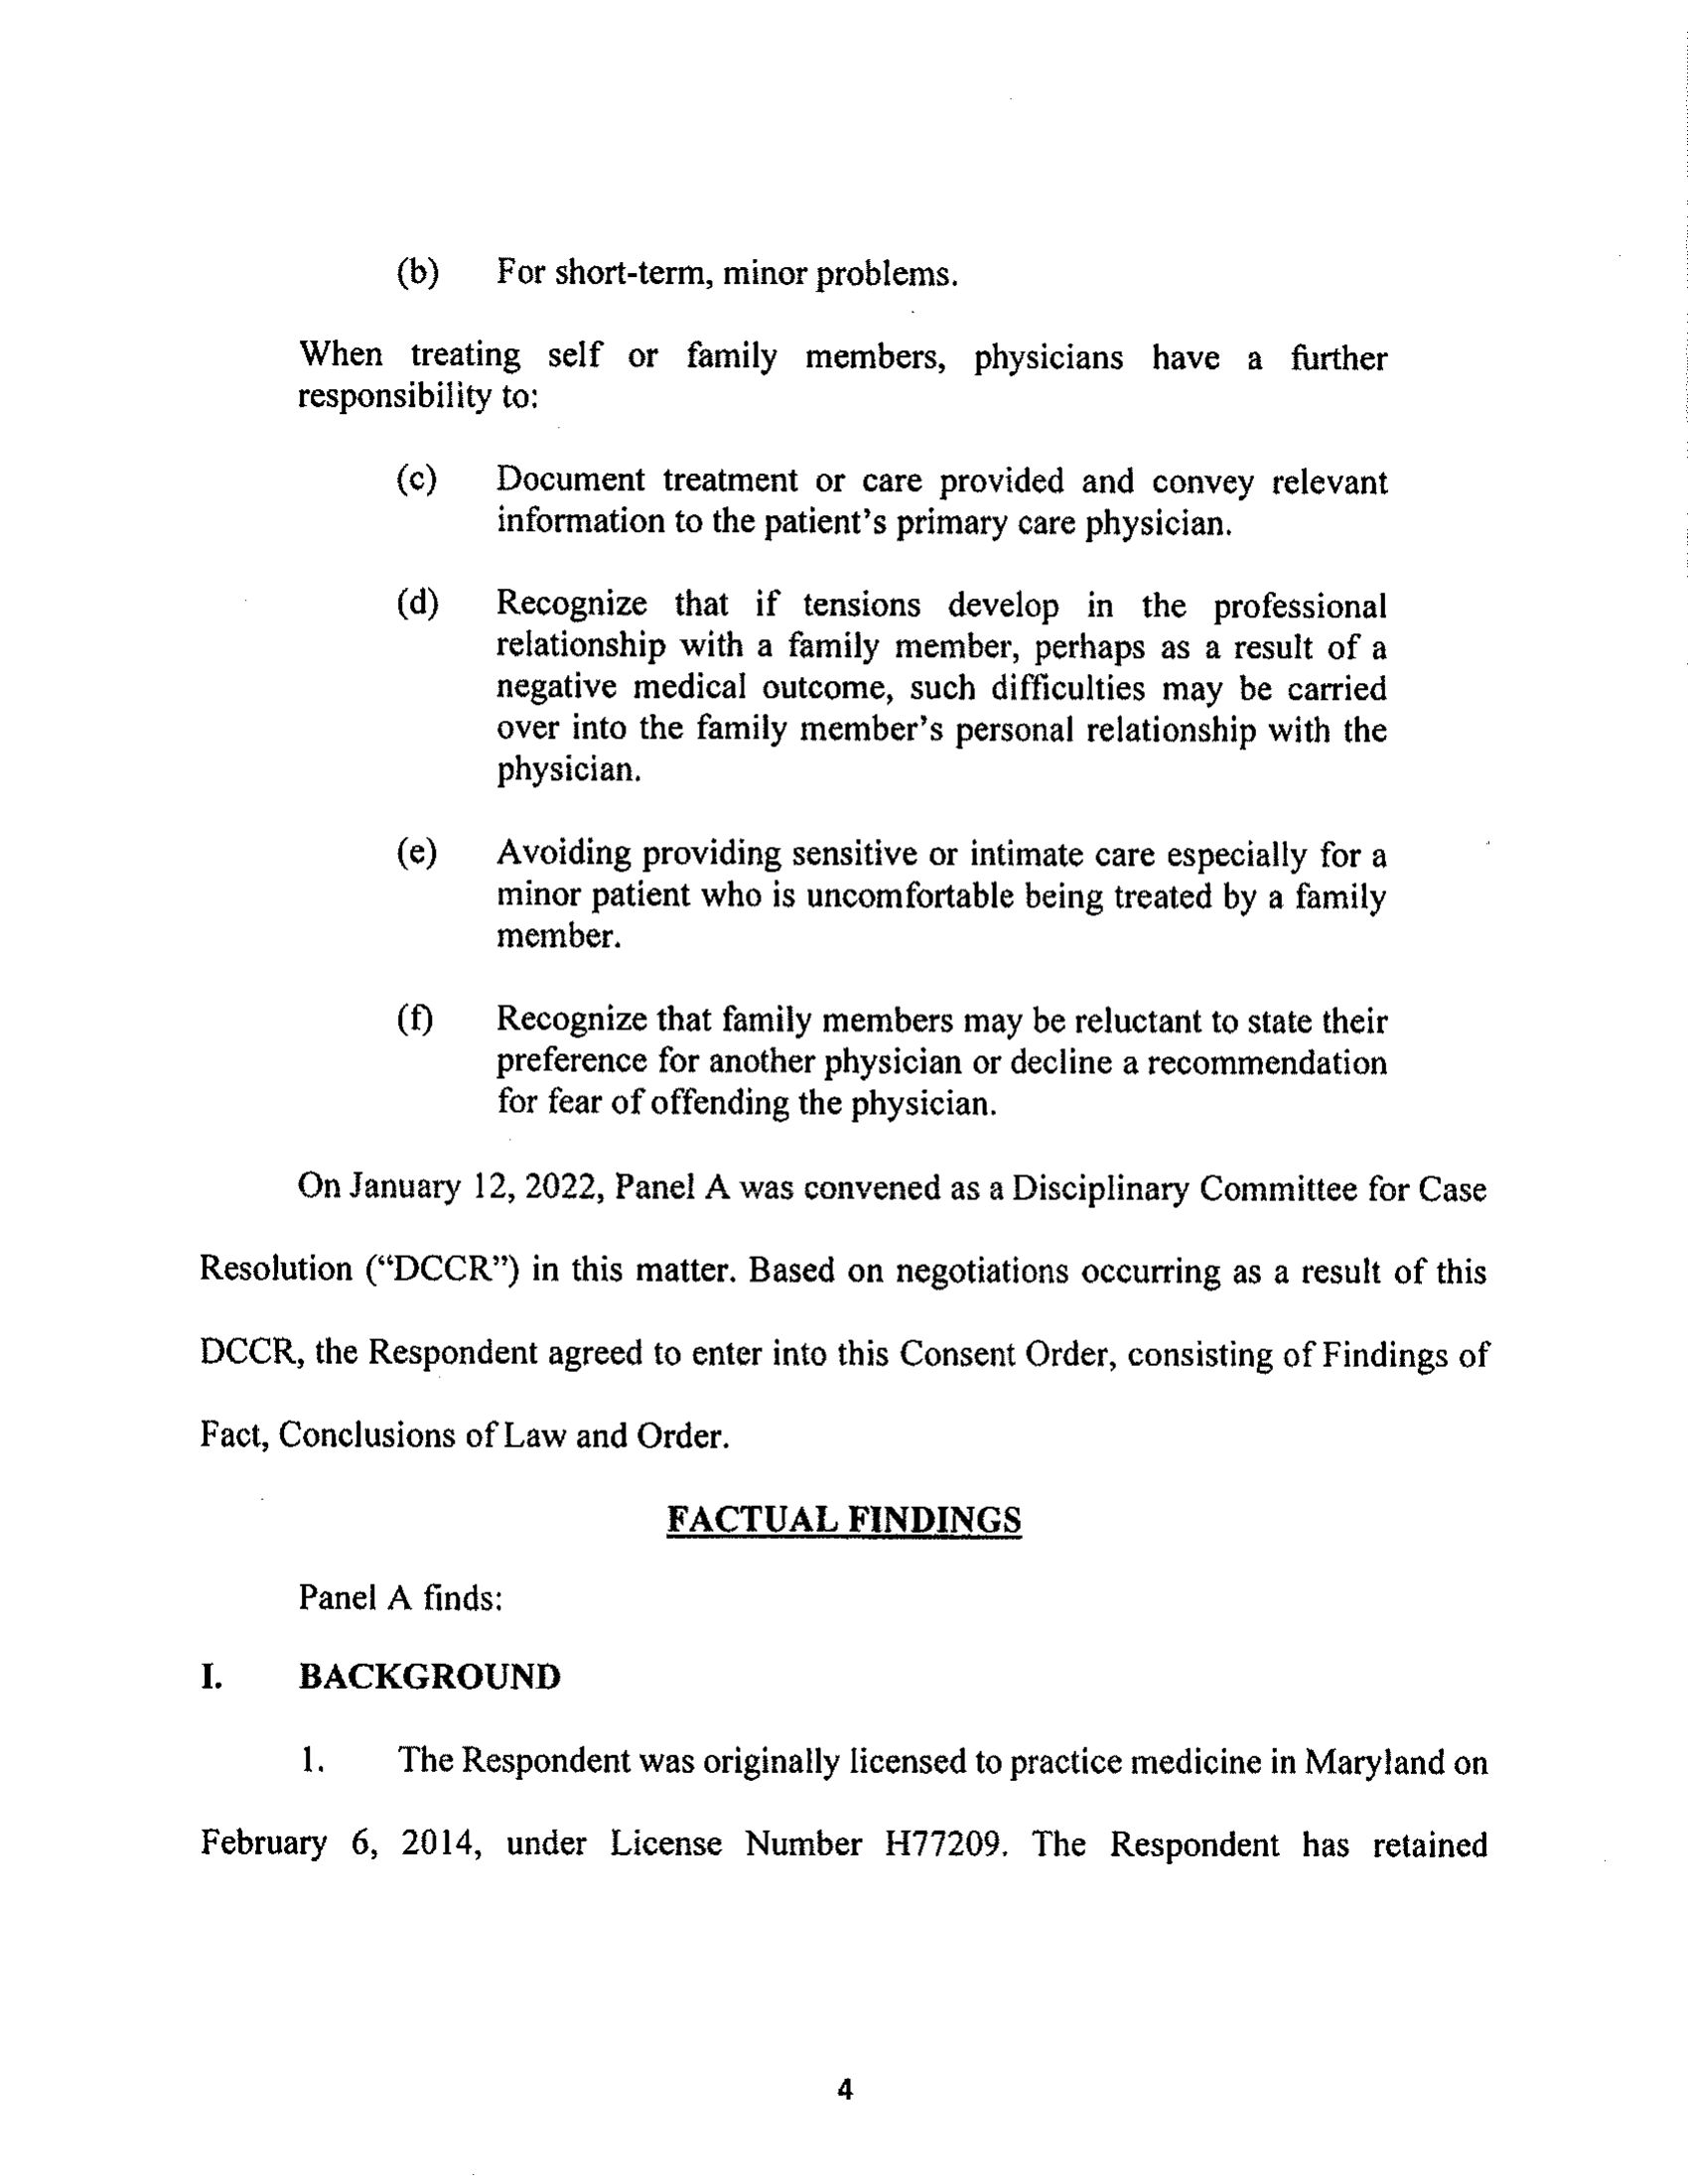 (b) For short-term, minor problems.
When treating self or family members, physicians have a further
responsibility to:
(c) Document treatment or care provided and convey relevant
information to the patient's primary care physician.
(d) Recognize that if tensions develop in the professional
relationship with a family member, perhaps as a result of a
negative medical outcome, such difficulties may be carried
over into the family member's personal relationship with the
physician.
(e) Avoiding providing sensitive or intimate care especially for a
minor patient who is uncomfortable being treated by a family
member.
(f) Recognize that family members may be reluctant to state their
preference for another physician or decline a recommendation
for fear of offending the physician.
On January 12, 2022, Panel A was convened as a Disciplinary Committee for Case
Resolution ("DCCR") in this matter. Based on negotiations occurring as a result of this
DCCR, the Respondent agreed to enter into this Consent Order, consisting of Findings of
Fact, Conclusions of Law and Order.
FACTUAL FINDINGS
Panel A finds:
I. BACKGROUND
1. The Respondent was originally licensed to practice medicine in Maryland on
February 6, 2014, under License Number H77209. The Respondent has retained
4